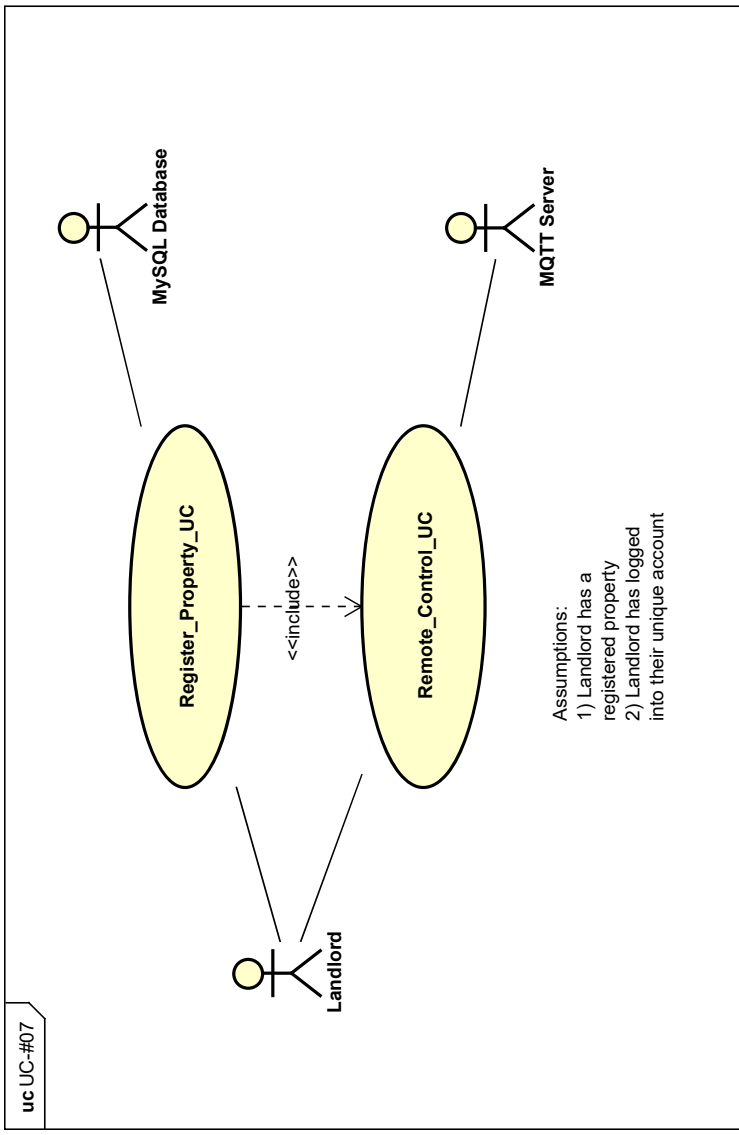 uc UC-#07
MySQL Database
Register_Property_UC
<<include>>
Landlord
Remote_Control_UC
MQTT Server
Assumptions:
1) Landlord has a
registered property
2) Landlord has logged
into their unique account